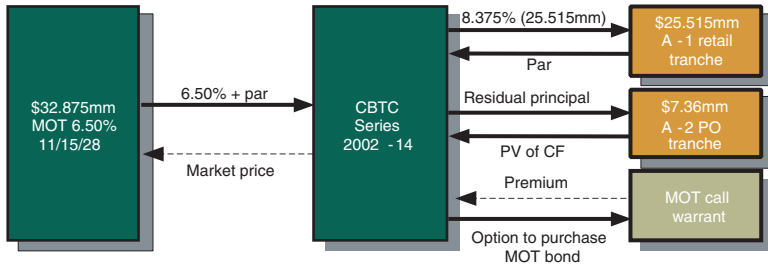 $32.875mm
MOT 6.50%
11/15/28
6.50% + par
Market price
CBTC
Series
2002 -14
8.375% (25.515mm)
Par
Residual principal
PV of CF
Premium
Option to purchase
MOT bond
$25.515mm
A -1 retail
tranche
$7.36mm
A -2 PO
tranche
MOT call
warrant